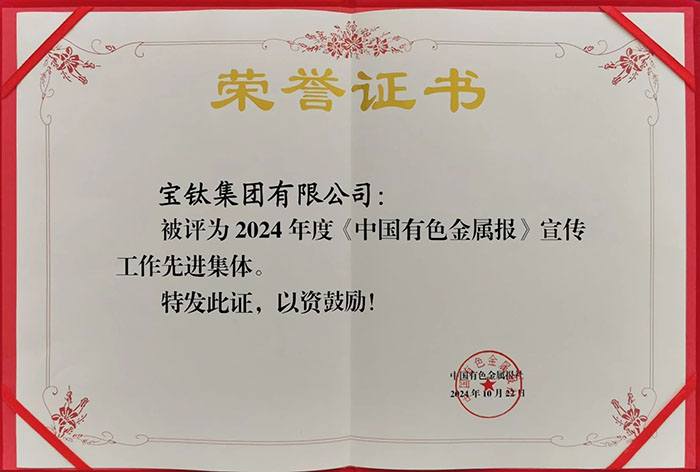 荣誉证书
宝钛集团有限公司：
被评为2024年度《中国有色金属报》宣传
工作先进集体。
特发此证，以资鼓励！
中国有色金属报社
2024年10月22日